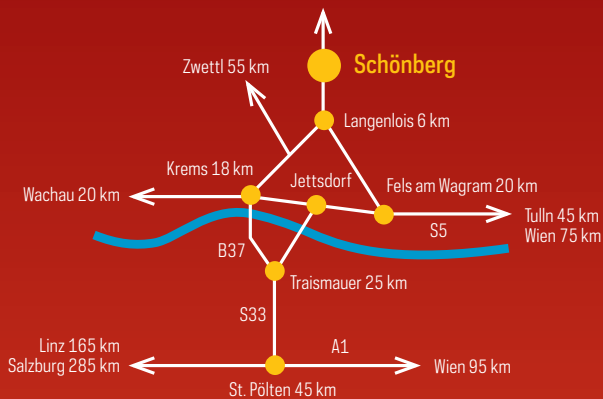 Schönberg
Zwettl 55 km
Langenlois 6 km
Krems 18 km
Jettsdorf
Fels am Wagram 20 km
Wachau 20 km
Tulln 45 km
Wien 75 km
S5
B37
Traismauer 25 km
S33
Linz 165 km
Salzburg 285 km
A1
Wien 95 km
St. Pölten 45 km